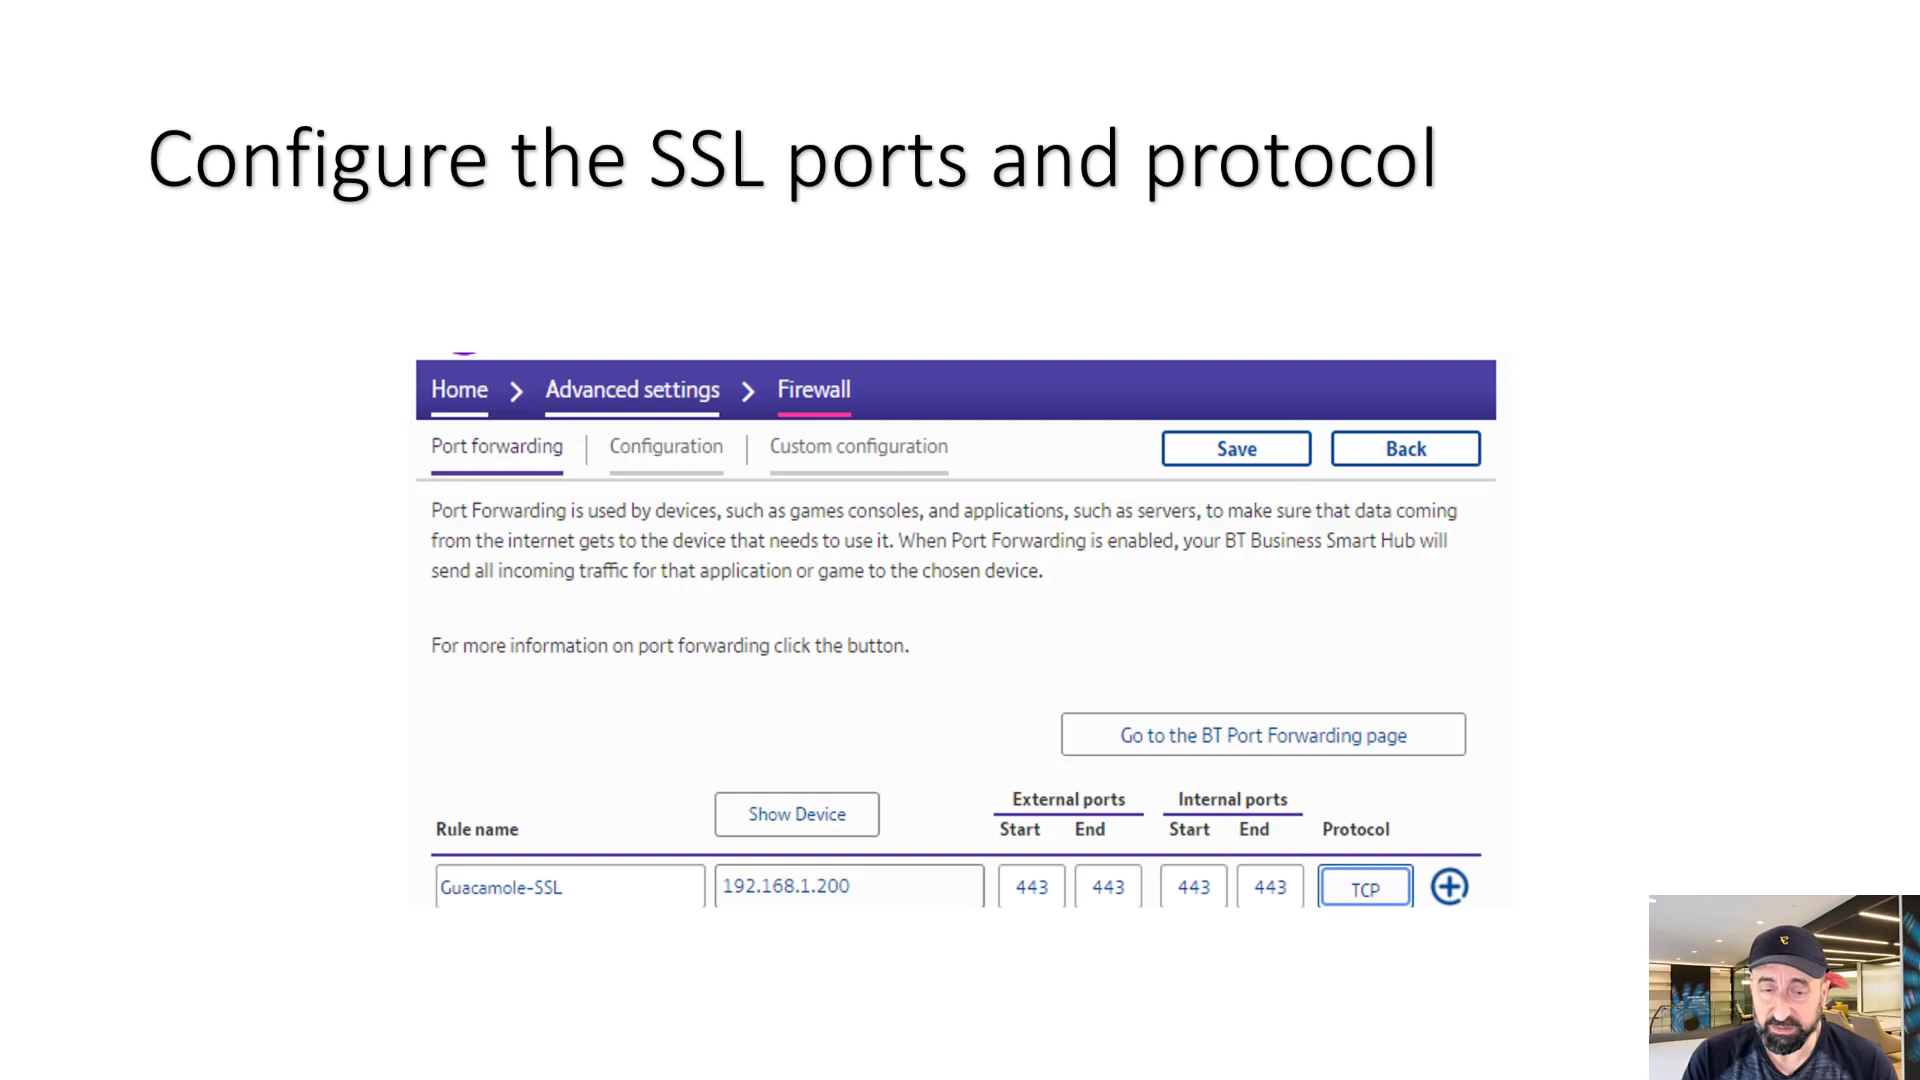 Configure the SSL ports and protocol
Home > Advanced settings > Firewall
Port forwarding | Configuration | Custom configuration
Save Back
Port Forwarding is used by devices, such as games consoles, and applications, such as servers, to make sure that data coming
from the internet gets to the device that needs to use it. When Port Forwarding is enabled, your BT Business Smart Hub will
send all incoming traffic for that application or game to the chosen device.
For more information on port forwarding click the button.
Go to the BT Port Forwarding page
External ports Internal ports
Rule name Show Device Start End Start End Protocol
Guacamole-SSL 192.168.1.200 443 443 443 443 TCP